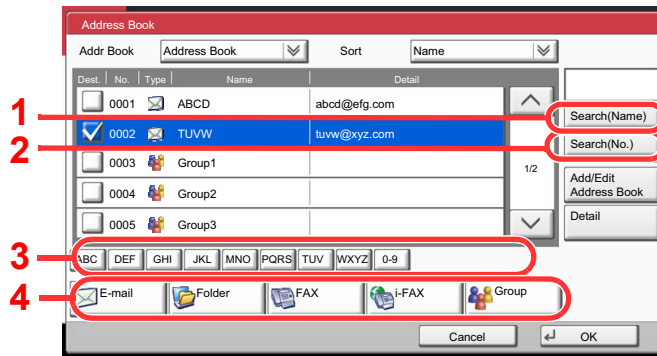 Address Book
Addr Book Address Book Sort Name
Dest. No. Type Name Detail
0001 ABCD abcd@efg.com
1 Search(Name)
0002 TUVW tuvw@xyz.com
2 Search(No.)
0003 Group1 1/2
Add/Edit
Address Book
0004 Group2
0005 Group3 Detail
3 ABC DEF GHI JKL MNO PQRS TUV WXYZ 0-9
4 E-mail Folder FAX i-FAX Group
Cancel OK